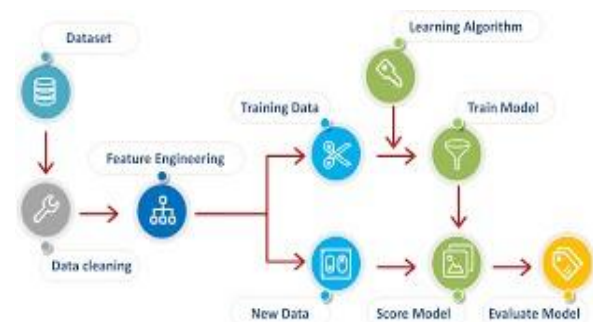 Dataset
Learning Algorithm
Training Data
Train Model
Feature Engineering
Data cleaning
New Data
Score Model
Evaluate Model